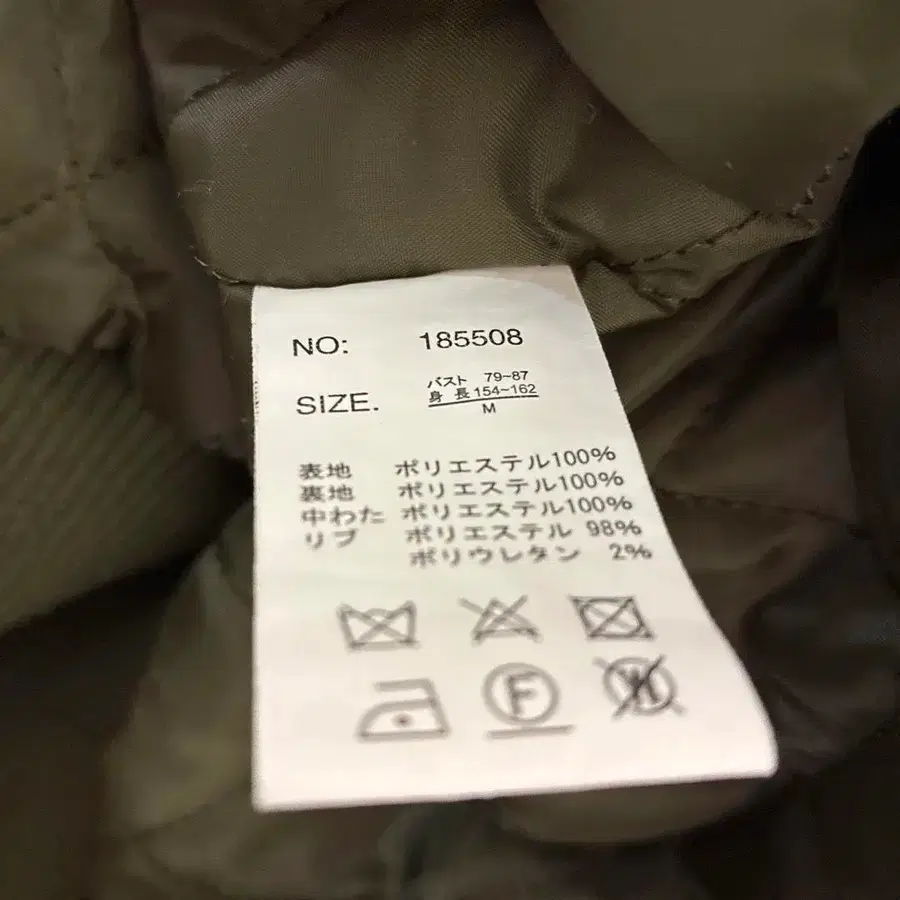 NO: 185508
バスト 79~87
SIZE. 身長154~162
M
表地 ポリエステル100%
裏地 ポリエステル100%
中わた ポリエステル100%
リブ ポリエステル 98%
ポリウレタン 2%
F W